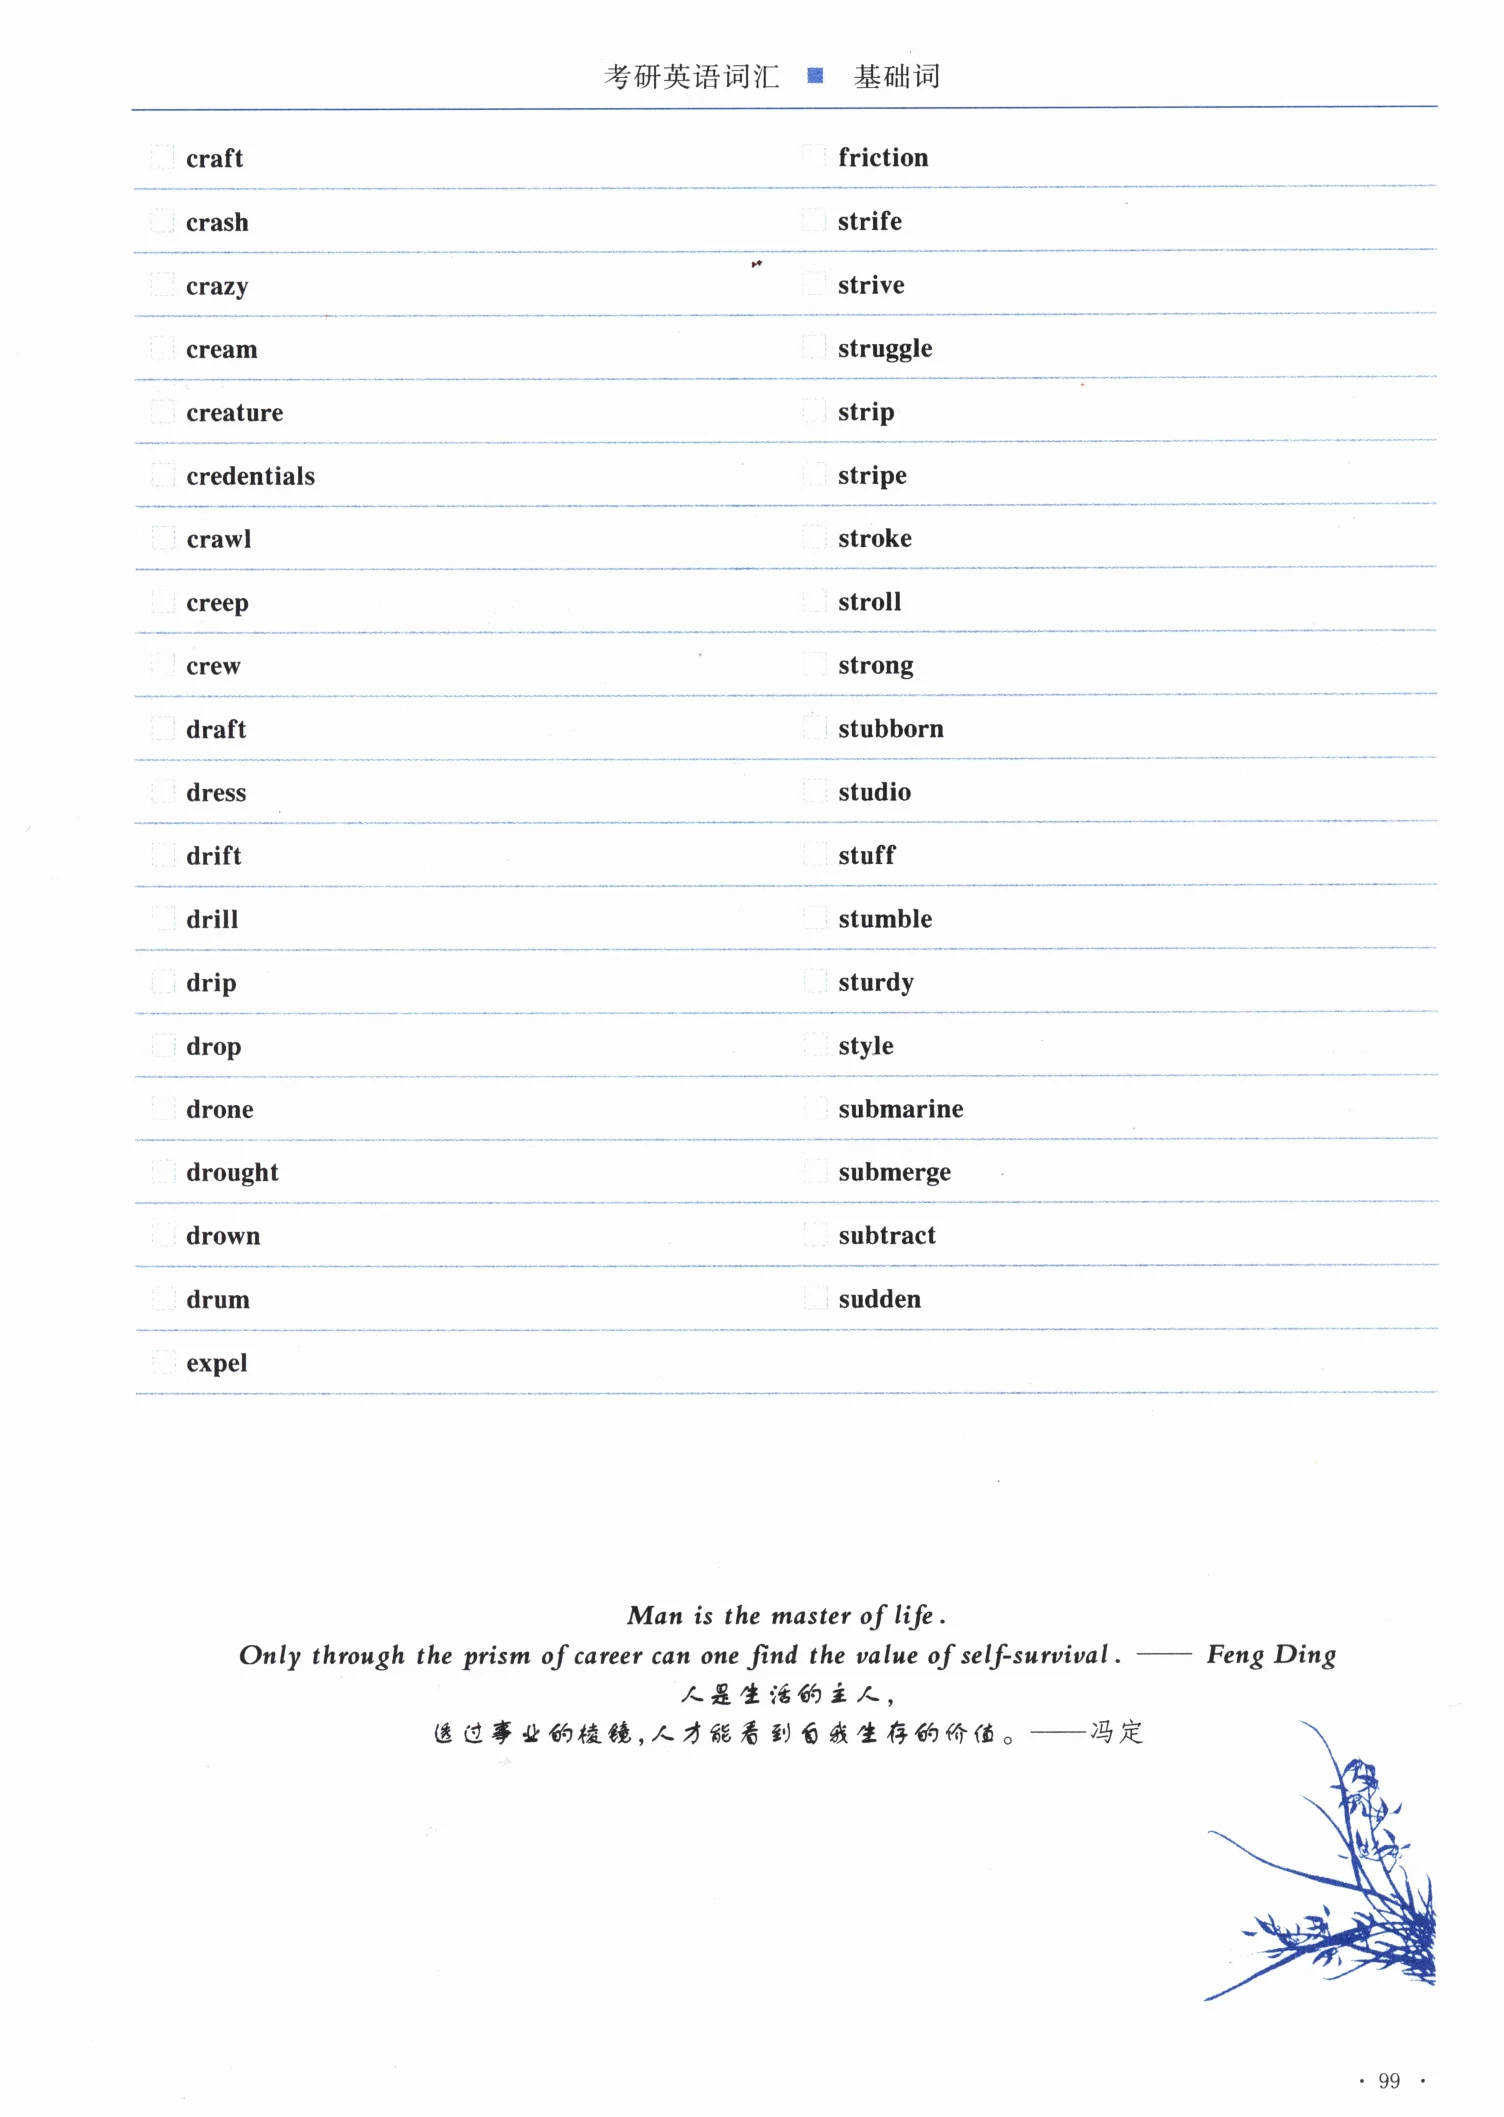 考研英语词汇 ■ 基础词
craft
crash
crazy
cream
creature
credentials
crawl
creep
crew
draft
dress
drift
drill
drip
drop
drone
drought
drown
drum
expel
friction
strife
strive
struggle
strip
stripe
stroke
stroll
strong
stubborn
studio
stuff
stumble
sturdy
style
submarine
submerge
subtract
sudden
Man is the master of life.
Only through the prism of career can one find the value of self-survival. —— Feng Ding
人是生活的主人,
透过事业的棱镜,人才能看到自我生存的价值。——冯定
· 99 ·